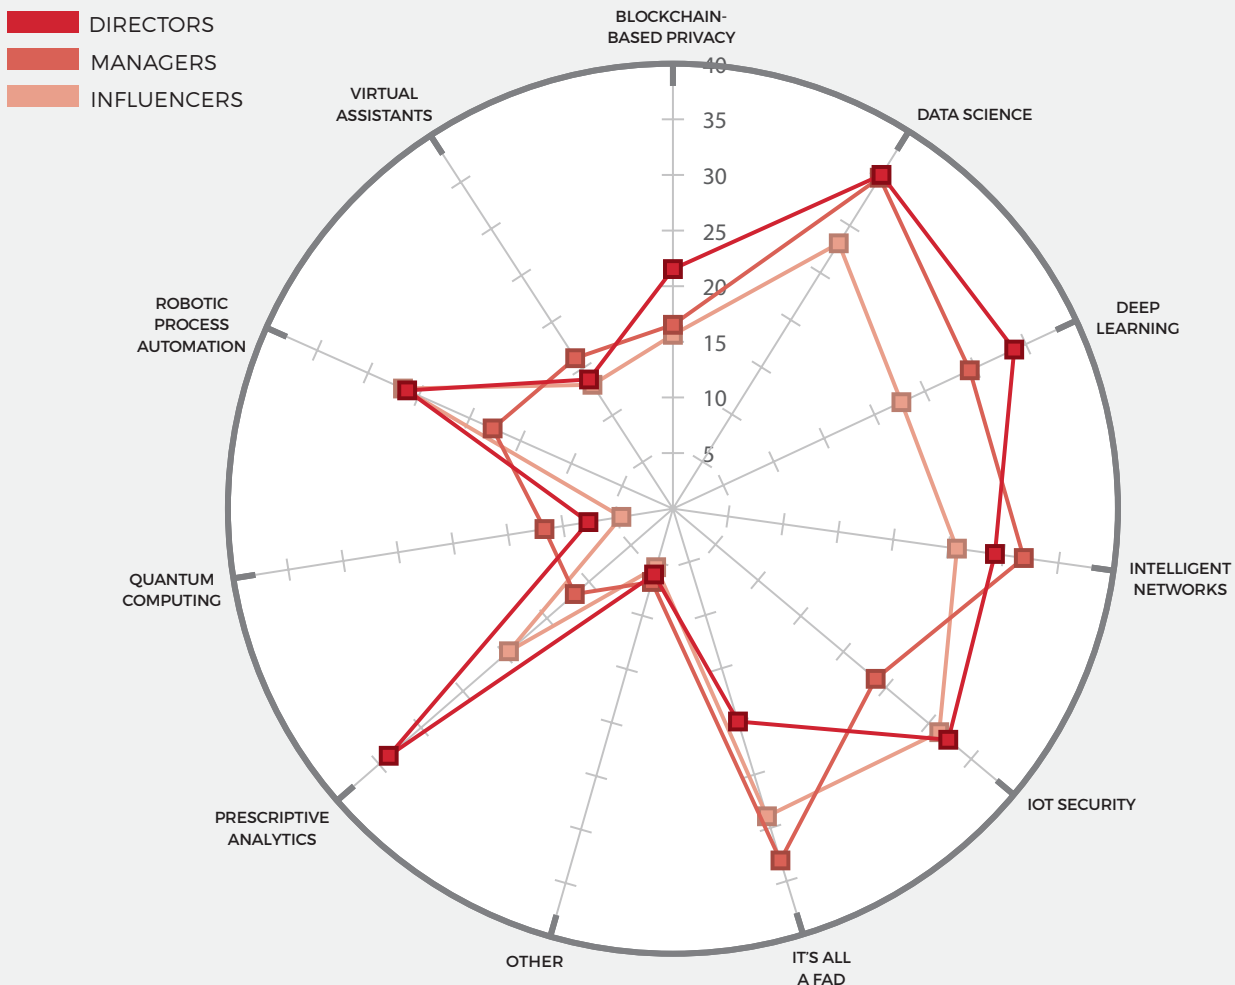 DIRECTORS
MANAGERS
INFLUENCERS
BLOCKCHAIN-
BASED PRIVACY
VIRTUAL
ASSISTANTS
DATA SCIENCE
ROBOTIC
PROCESS
AUTOMATION
DEEP
LEARNING
40
35
30
25
20
15
10
5
QUANTUM
COMPUTING
INTELLIGENT
NETWORKS
PRESCRIPTIVE
ANALYTICS
IOT SECURITY
OTHER
IT'S ALL
A FAD